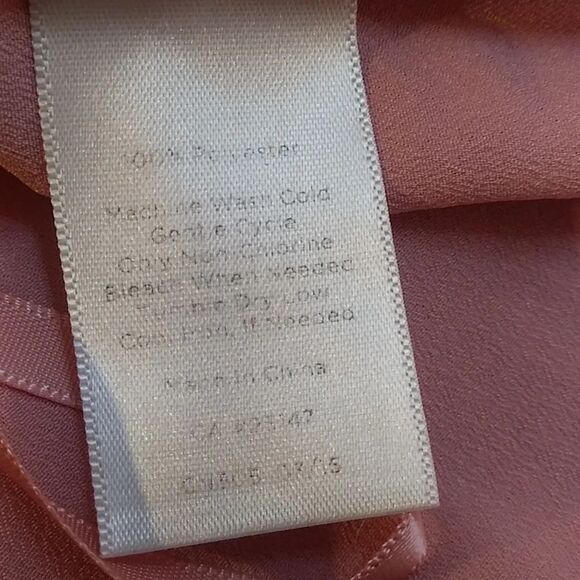 100% Polyester
Machine Wash Cold
Gentle Cycle
Only Non-Chlorine
Bleach When Needed
Tumble Dry Low
Cool Iron, If Needed
Made In China
CA